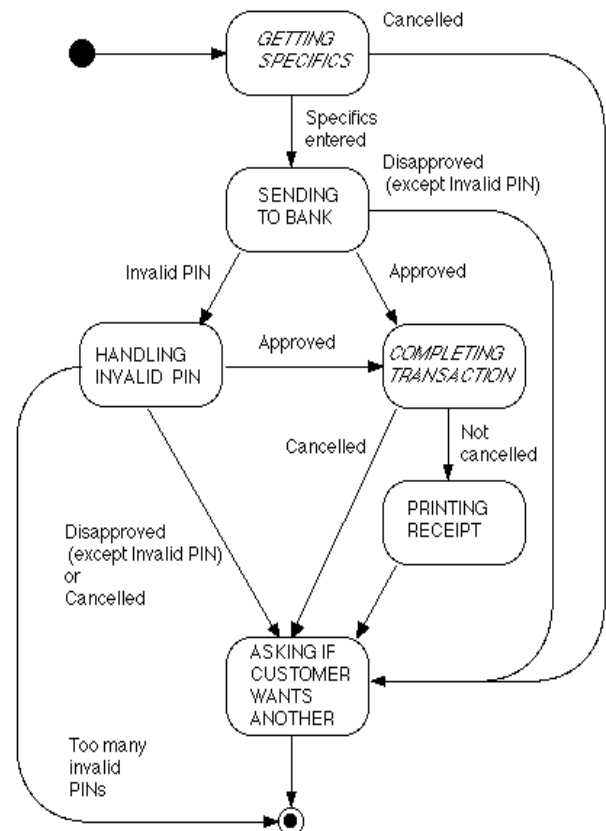 Cancelled
GETTING
SPECIFICS
Specifics
entered
Disapproved
(except Invalid PIN)
SENDING
TO BANK
Invalid PIN
Approved
HANDLING
INVALID PIN
Approved
COMPLETING
TRANSACTION
Cancelled
Not
cancelled
PRINTING
RECEIPT
Disapproved
(except Invalid PIN)
or
Cancelled
ASKING IF
CUSTOMER
WANTS
ANOTHER
Too many
invalid
PINs